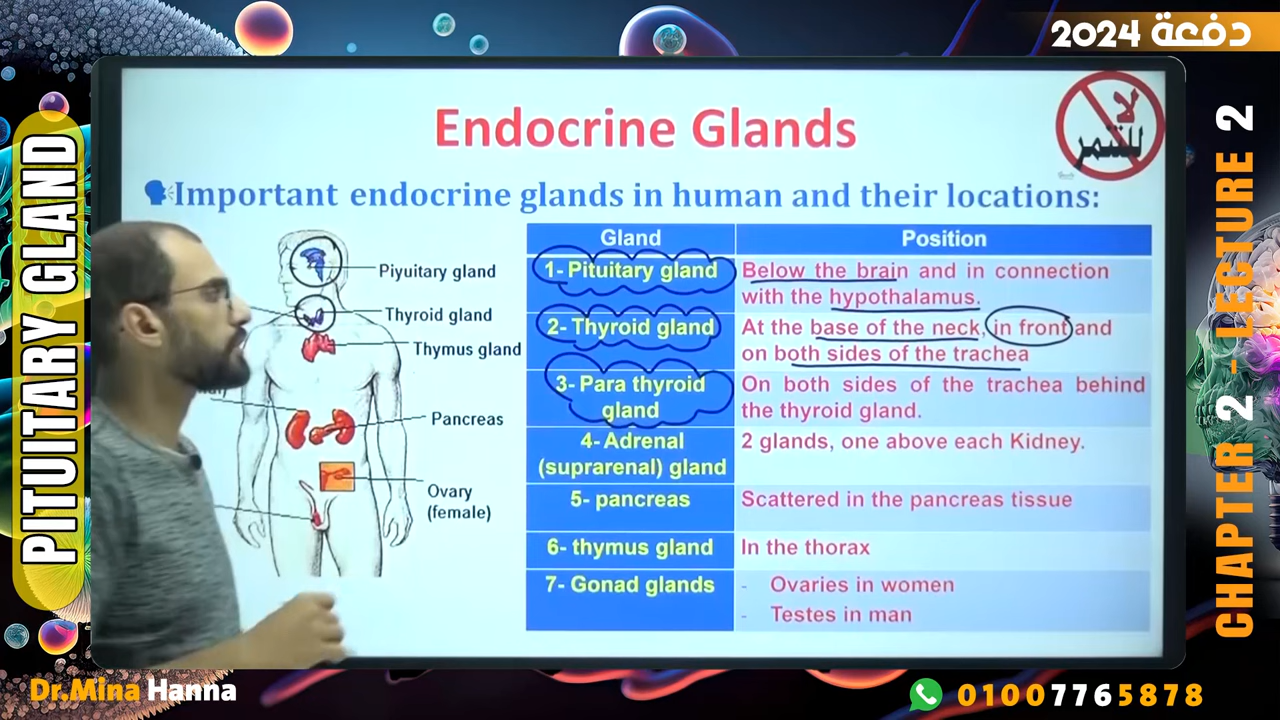 دفعة 2024
PITUITARY GLAND
CHAPTER 2 - LECTURE 2
Endocrine Glands
لا
للتنمر
Important endocrine glands in human and their locations:
Piyuitary gland
Thyroid gland
Thymus gland
Pancreas
Ovary
(female)
Gland
Position
1- Pituitary gland
Below the brain and in connection
with the hypothalamus.
2- Thyroid gland
At the base of the neck, in front and
on both sides of the trachea
3- Para thyroid
gland
On both sides of the trachea behind
the thyroid gland.
4- Adrenal
(suprarenal) gland
2 glands, one above each Kidney.
5- pancreas
Scattered in the pancreas tissue
6- thymus gland
In the thorax
7- Gonad glands
- Ovaries in women
- Testes in man
Dr.Mina Hanna
01007765878